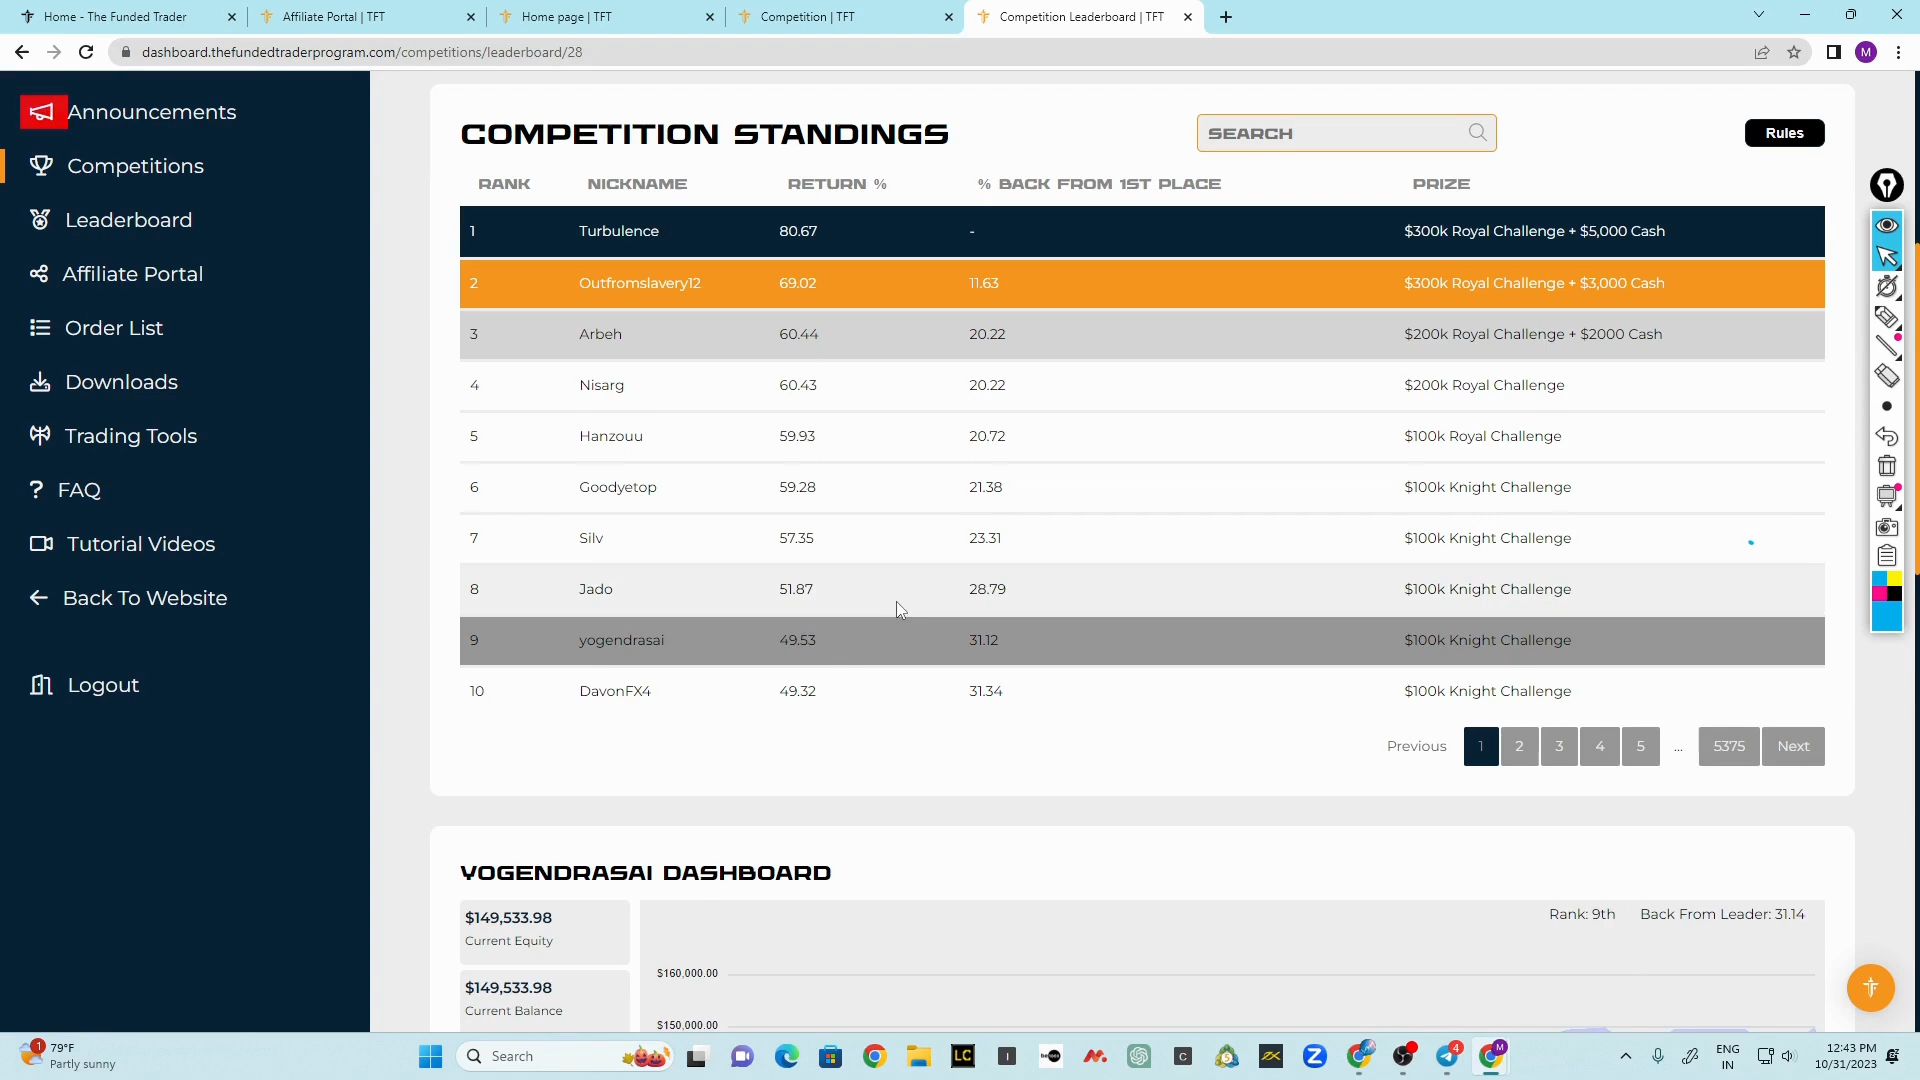 Home - The Funded Trader
Affiliate Portal | TFT
Home page | TFT
Competition | TFT
Competition Leaderboard | TFT
dashboard.thefundedtraderprogram.com/competitions/leaderboard/28
M
Announcements
Competitions
Leaderboard
Affiliate Portal
Order List
Downloads
Trading Tools
? FAQ
Tutorial Videos
Back To Website
Logout
COMPETITION STANDINGS
SEARCH
Rules
RANK NICKNAME RETURN % % BACK FROM 1ST PLACE PRIZE
1 Turbulence 80.67 - $300k Royal Challenge + $5,000 Cash
2 Outfromslavery12 69.02 11.63 $300k Royal Challenge + $3,000 Cash
3 Arbeh 60.44 20.22 $200k Royal Challenge + $2000 Cash
4 Nisarg 60.43 20.22 $200k Royal Challenge
5 Hanzouu 59.93 20.72 $100k Royal Challenge
6 Goodyetop 59.28 21.38 $100k Knight Challenge
7 Silv 57.35 23.31 $100k Knight Challenge
8 Jado 51.87 28.79 $100k Knight Challenge
9 yogendrasai 49.53 31.12 $100k Knight Challenge
10 DavonFX4 49.32 31.34 $100k Knight Challenge
Previous 1 2 3 4 5 ... 5375 Next
YOGENDRASAI DASHBOARD
$149,533.98
Current Equity
$149,533.98
Current Balance
Rank: 9th Back From Leader: 31.14
$160,000.00
$150,000.00
1
79°F
Partly sunny
Search
LC
I
C
Z
4
M
ENG
IN
12:43 PM
10/31/2023